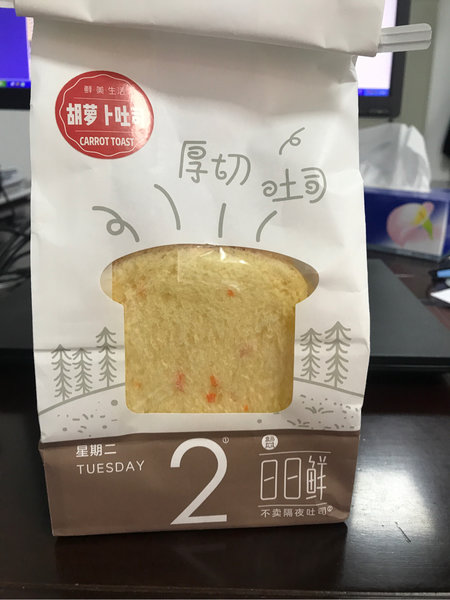 鲜美生活
胡萝卜吐司
CARROT TOAST
厚切
吐司
星期二
TUESDAY
2
日日鲜
不卖隔夜吐司